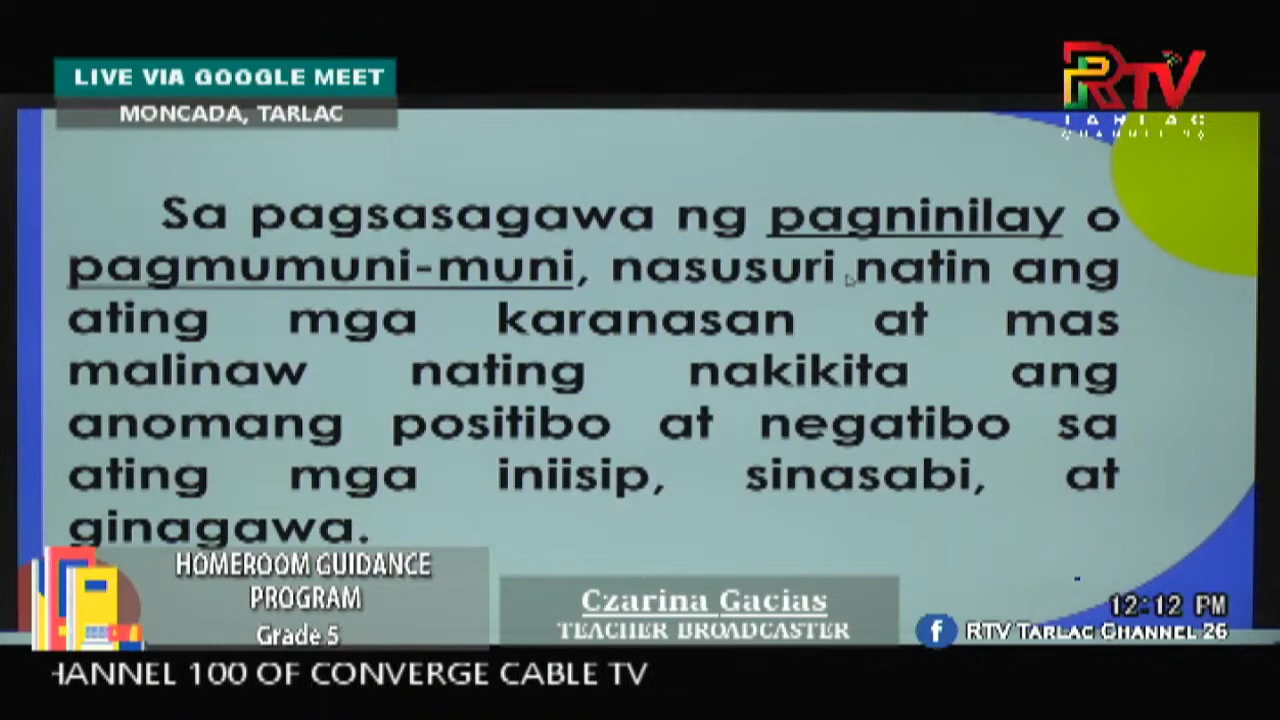 LIVE VIA GOOGLE MEET
MONCADA, TARLAC
RTV
TARLAC
CHANNEL 26
Sa pagsasagawa ng pagninilay o
pagmumuni-muni, nasusuri natin ang
ating mga karanasan at mas
malinaw nating nakikita ang
anomang positibo at negatibo sa
ating mga iniisip, sinasabi, at
ginagawa.
HOMEROOM GUIDANCE
PROGRAM
Grade 5
Czarina Gacias
TEACHER BROADCASTER
12:12 PM
f RTV TARLAC CHANNEL 26
HANNEL 100 OF CONVERGE CABLE TV